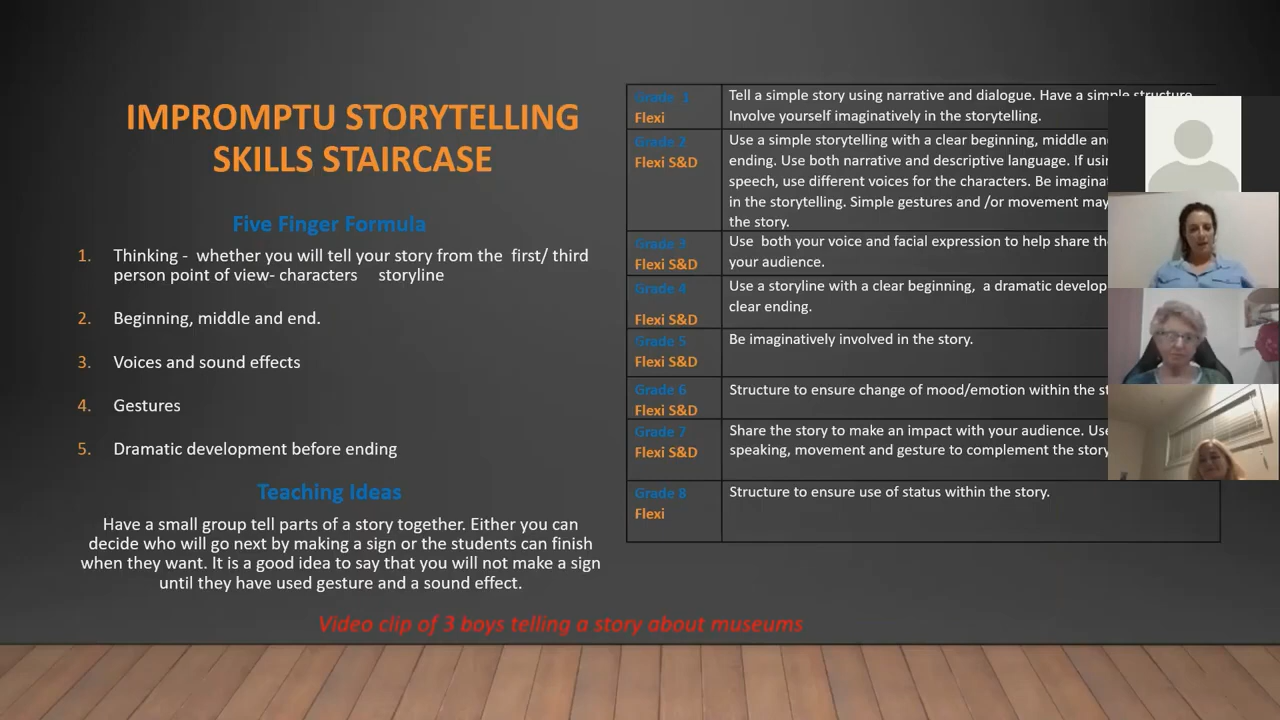 IMPROMPTU STORYTELLING
SKILLS STAIRCASE
Five Finger Formula
1. Thinking - whether you will tell your story from the first/ third
person point of view- characters storyline
2. Beginning, middle and end.
3. Voices and sound effects
4. Gestures
5. Dramatic development before ending
Teaching Ideas
Have a small group tell parts of a story together. Either you can
decide who will go next by making a sign or the students can finish
when they want. It is a good idea to say that you will not make a sign
until they have used gesture and a sound effect.
Video clip of 3 boys telling a story about museums
Grade 1
Flexi
Tell a simple story using narrative and dialogue. Have a simple structure.
Involve yourself imaginatively in the storytelling.
Grade 2
Flexi S&D
Use a simple storytelling with a clear beginning, middle
ending. Use both narrative and descriptive language. If
speech, use different voices for the characters. Be
in the storytelling. Simple gestures and /or movement may
the story.
Grade 3
Flexi S&D
Use both your voice and facial expression to help share
your audience.
Grade 4
Flexi S&D
Use a storyline with a clear beginning, a dramatic
clear ending.
Grade 5
Flexi S&D
Be imaginatively involved in the story.
Grade 6
Flexi S&D
Structure to ensure change of mood/emotion within the
Grade 7
Flexi S&D
Share the story to make an impact with your audience.
speaking, movement and gesture to complement the story
Grade 8
Flexi
Structure to ensure use of status within the story.